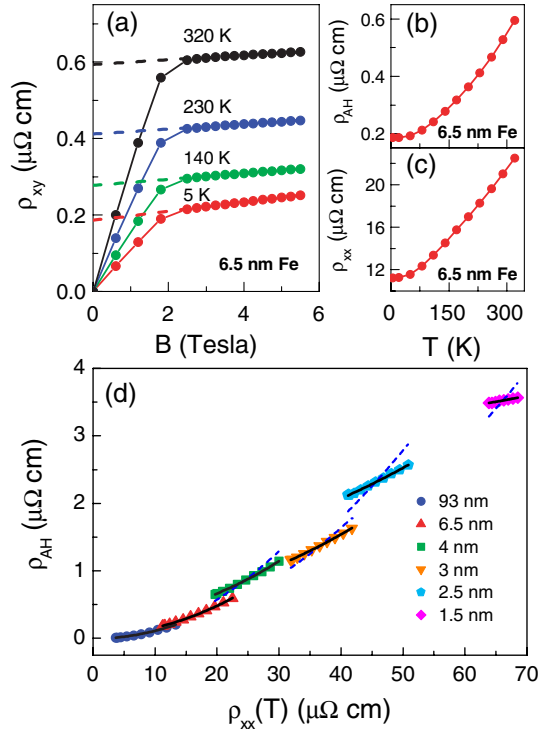 (a)
320 K
230 K
140 K
5 K
6.5 nm Fe
0.6
0.4
0.2
0.0
0 2 4 6
ρxy (μΩ cm)
B (Tesla)
(b)
0.6
0.4
0.2
ρAH (μΩ cm)
6.5 nm Fe
(c)
20
16
12
ρxx (μΩ cm)
6.5 nm Fe
0 150 300
T (K)
(d)
4
3
2
1
0
ρAH (μΩ cm)
93 nm
6.5 nm
4 nm
3 nm
2.5 nm
1.5 nm
0 10 20 30 40 50 60 70
ρxx(T) (μΩ cm)